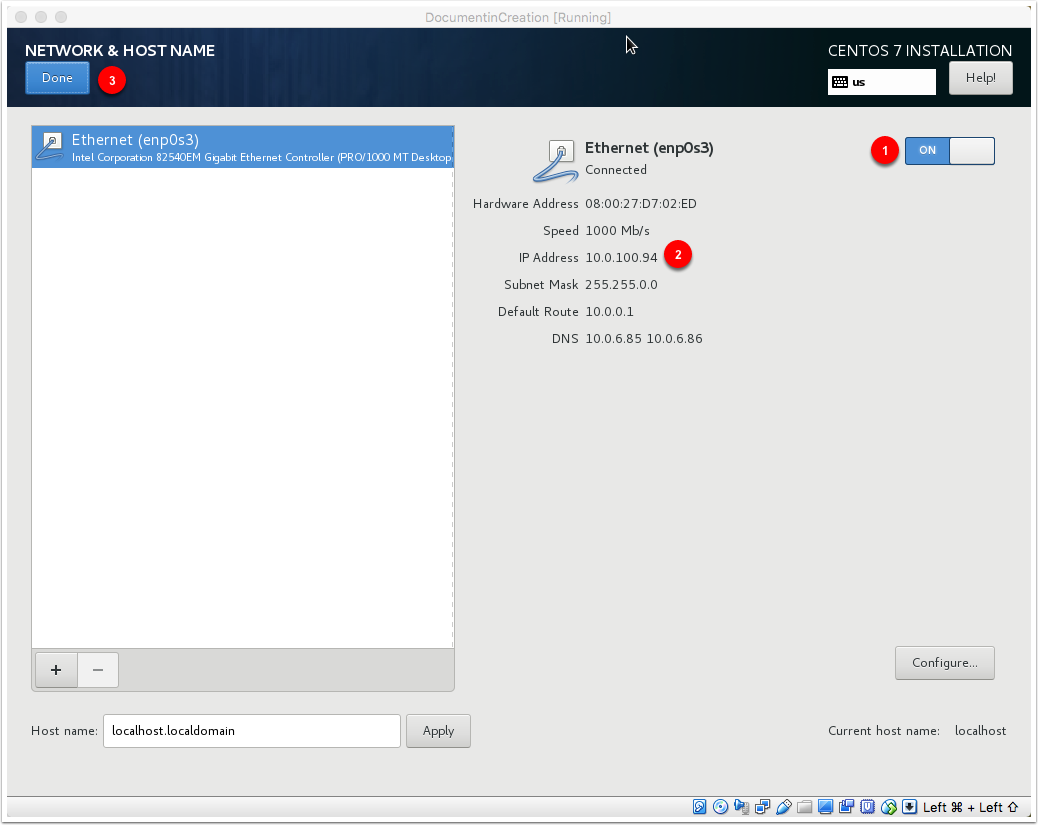 DocumentinCreation [Running]
NETWORK & HOST NAME
CENTOS 7 INSTALLATION
Done
3
us
Help!
Ethernet (enp0s3)
Intel Corporation 82540EM Gigabit Ethernet Controller (PRO/1000 MT Desktop
Ethernet (enp0s3)
Connected
1
ON
Hardware Address 08:00:27:D7:02:ED
Speed 1000 Mb/s
IP Address 10.0.100.94
2
Subnet Mask 255.255.0.0
Default Route 10.0.0.1
DNS 10.0.6.85 10.0.6.86
+ −
Configure...
Host name: localhost.localdomain Apply
Current host name: localhost
Left ⌘ + Left ⇧